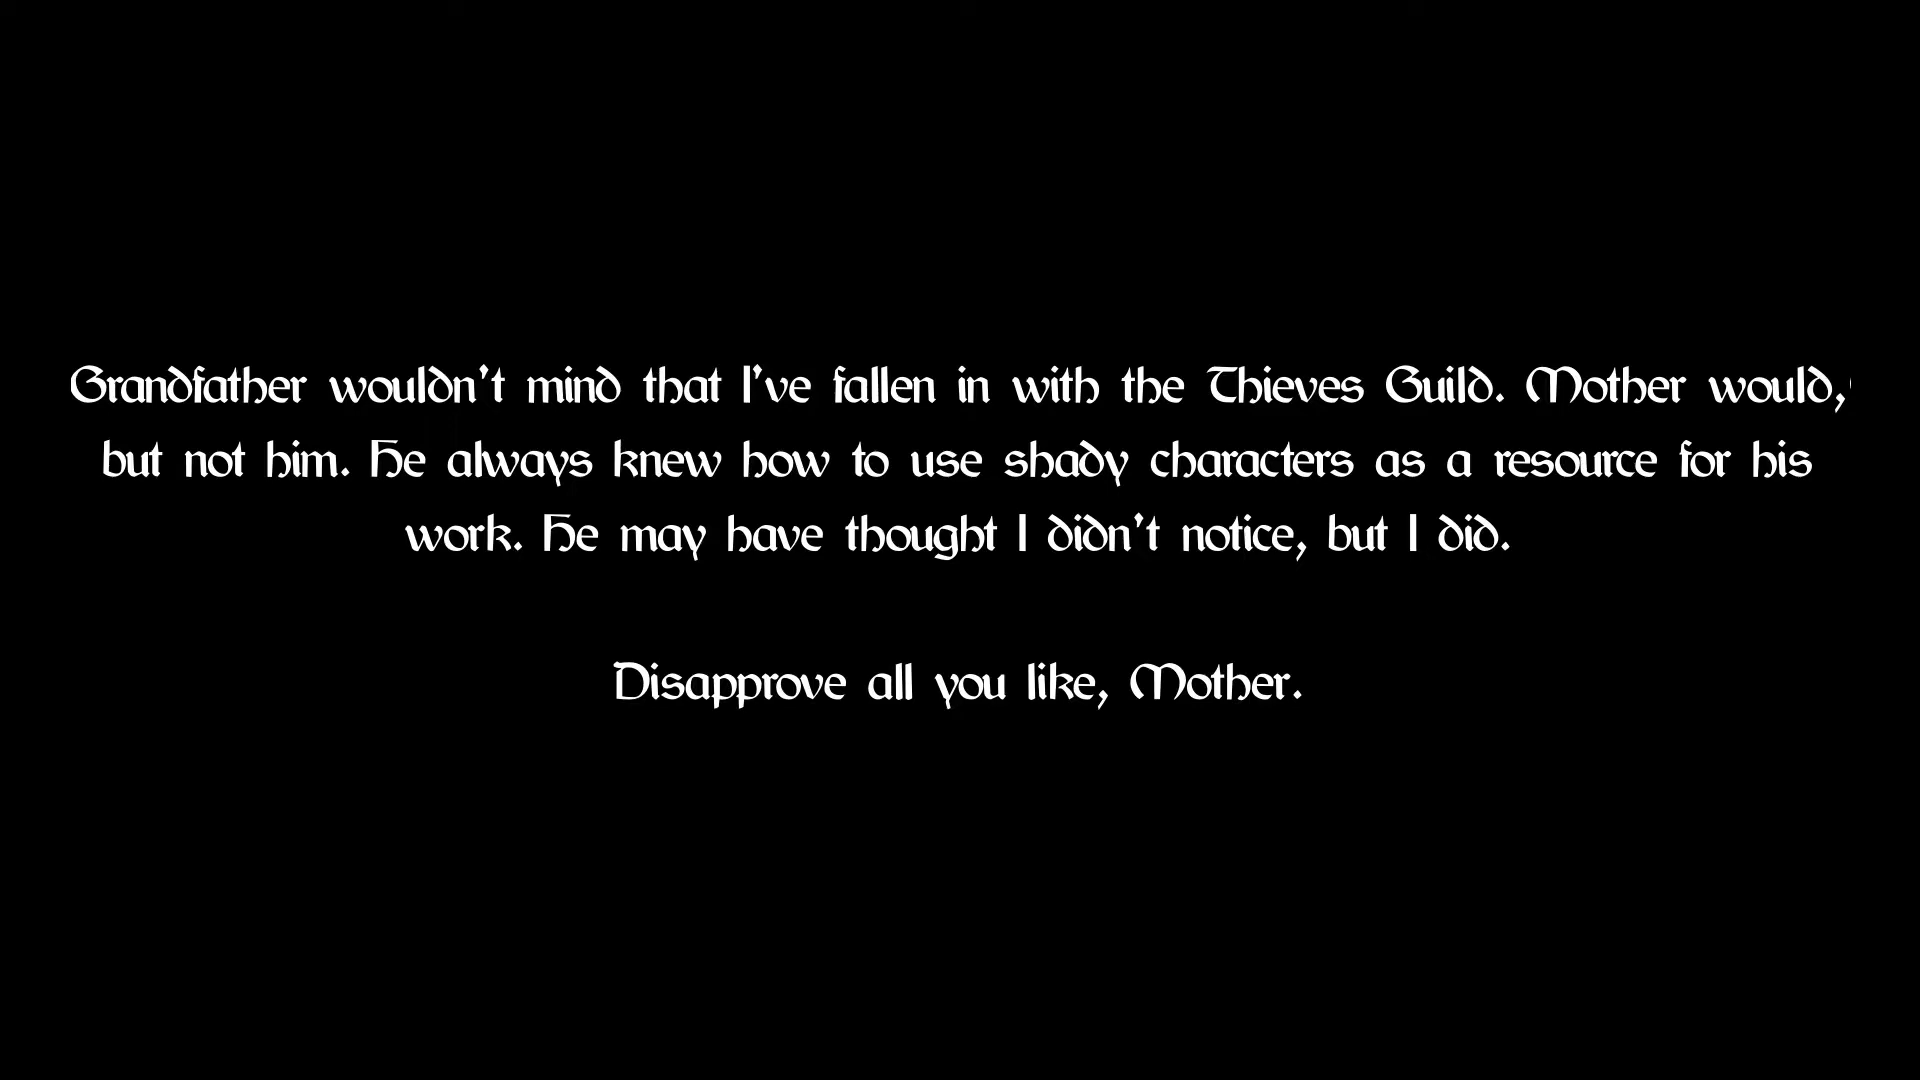 Grandfather wouldn't mind that I've fallen in with the Thieves Guild. Mother would,
but not him. He always knew how to use shady characters as a resource for his
work. He may have thought I didn't notice, but I did.
Disapprove all you like, Mother.